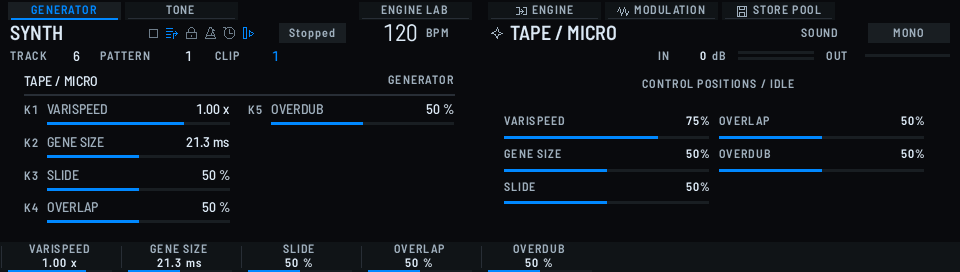 GENERATOR TONE ENGINE LAB ENGINE MODULATION STORE POOL
SYNTH Stopped 120 BPM TAPE / MICRO SOUND MONO
TRACK 6 PATTERN 1 CLIP 1 IN 0 dB OUT
TAPE / MICRO GENERATOR
K1 VARISPEED 1.00 x K5 OVERDUB 50 %
K2 GENE SIZE 21.3 ms
K3 SLIDE 50 %
K4 OVERLAP 50 %
CONTROL POSITIONS / IDLE
VARISPEED 75% OVERLAP 50%
GENE SIZE 50% OVERDUB 50%
SLIDE 50%
VARISPEED GENE SIZE SLIDE OVERLAP OVERDUB
1.00 x 21.3 ms 50 % 50 % 50 %